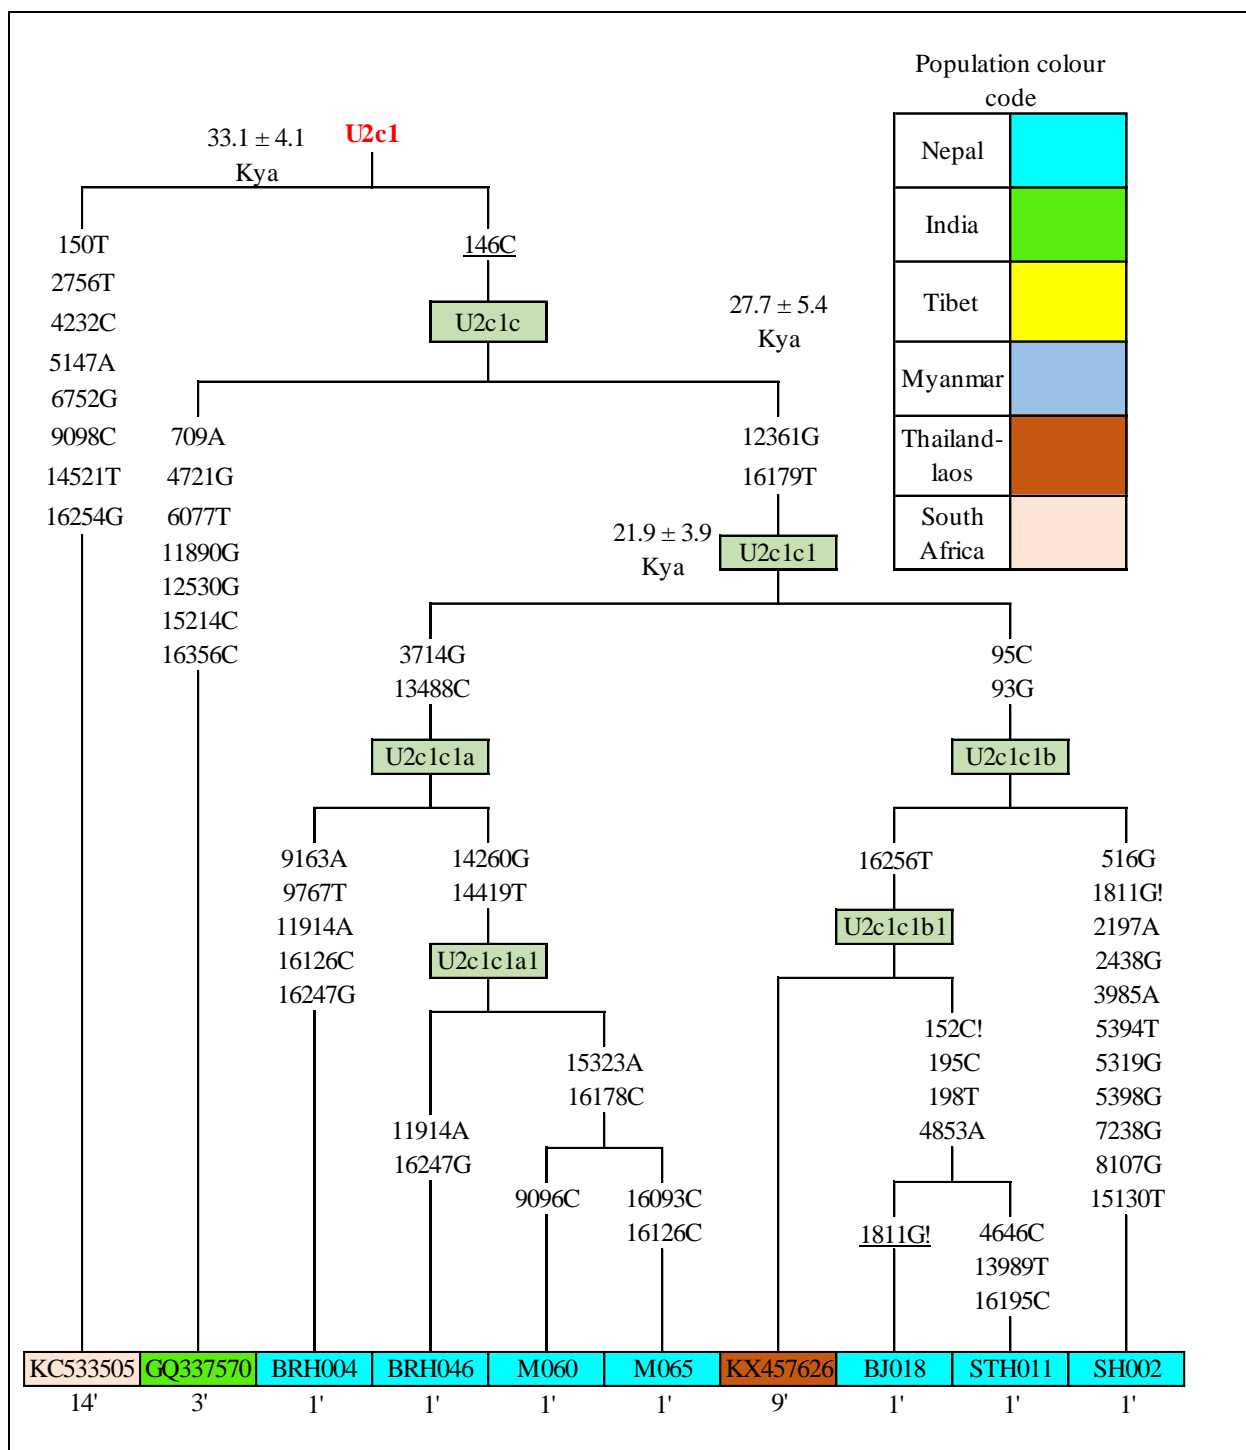 Population colour
code
Nepal
India
Tibet
Myanmar
Thailand-
laos
South
Africa
33.1 ± 4.1
Kya
U2c1
150T
2756T
4232C
5147A
6752G
9098C
14521T
16254G
146C
U2c1c
27.7 ± 5.4
Kya
709A
4721G
6077T
11890G
12530G
15214C
16356C
12361G
16179T
21.9 ± 3.9
Kya
U2c1c1
3714G
13488C
U2c1c1a
95C
93G
U2c1c1b
9163A
9767T
11914A
16126C
16247G
14260G
14419T
U2c1c1a1
11914A
16247G
15323A
16178C
9096C
16093C
16126C
16256T
U2c1c1b1
152C!
195C
198T
4853A
1811G!
4646C
13989T
16195C
516G
1811G!
2197A
2438G
3985A
5394T
5319G
5398G
7238G
8107G
15130T
KC533505 GQ337570 BRH004 BRH046 M060 M065 KX457626 BJ018 STH011 SH002
14' 3' 1' 1' 1' 1' 9' 1' 1' 1'